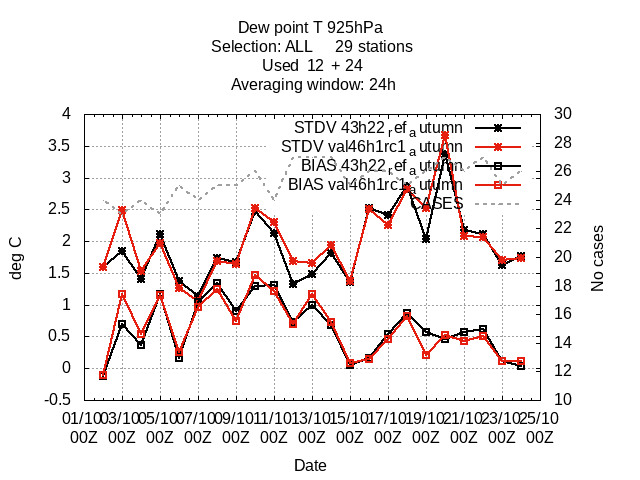 Dew point T 925hPa
Selection: ALL     29 stations
Used  12 + 24
Averaging window: 24h
4
3.5
3
2.5
2
1.5
1
0.5
0
-0.5
deg C
30
28
26
24
22
20
18
16
14
12
10
No cases
STDV 43h22_ref_autumn
STDV val46h1rc1_autumn
BIAS 43h22_ref_autumn
BIAS val46h1rc1_autumn
CASES
01/10 03/10 05/10 07/10 09/10 11/10 13/10 15/10 17/10 19/10 21/10 23/10 25/10
00Z 00Z 00Z 00Z 00Z 00Z 00Z 00Z 00Z 00Z 00Z 00Z 00Z
Date